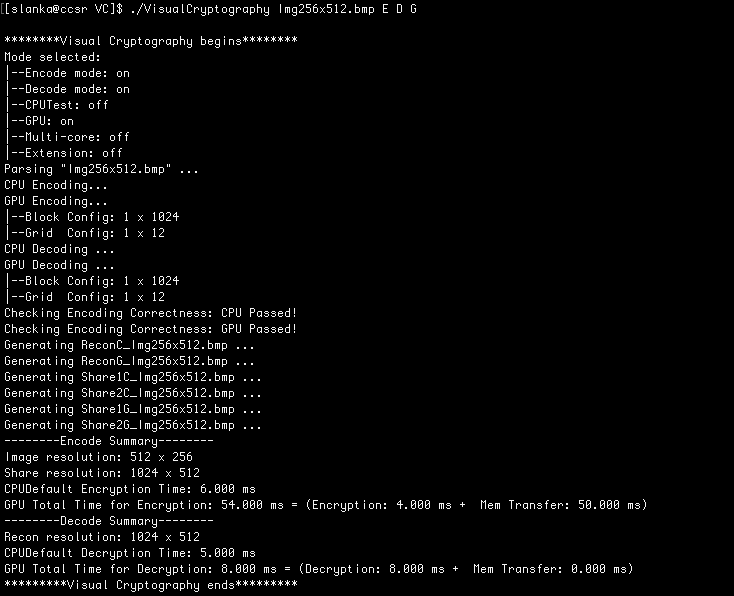 [[slanka@ccsr VC]$ ./VisualCryptography Img256x512.bmp E D G
********Visual Cryptography begins********
Mode selected:
|--Encode mode: on
|--Decode mode: on
|--CPUTest: off
|--GPU: on
|--Multi-core: off
|--Extension: off
Parsing "Img256x512.bmp" ...
CPU Encoding...
GPU Encoding...
|--Block Config: 1 x 1024
|--Grid  Config: 1 x 12
CPU Decoding ...
GPU Decoding ...
|--Block Config: 1 x 1024
|--Grid  Config: 1 x 12
Checking Encoding Correctness: CPU Passed!
Checking Encoding Correctness: GPU Passed!
Generating ReconC_Img256x512.bmp ...
Generating ReconG_Img256x512.bmp ...
Generating Share1C_Img256x512.bmp ...
Generating Share2C_Img256x512.bmp ...
Generating Share1G_Img256x512.bmp ...
Generating Share2G_Img256x512.bmp ...
--------Encode Summary--------
Image resolution: 512 x 256
Share resolution: 1024 x 512
CPUDefault Encryption Time: 6.000 ms
GPU Total Time for Encryption: 54.000 ms = (Encryption: 4.000 ms +  Mem Transfer: 50.000 ms)
--------Decode Summary--------
Recon resolution: 1024 x 512
CPUDefault Decryption Time: 5.000 ms
GPU Total Time for Decryption: 8.000 ms = (Decryption: 8.000 ms +  Mem Transfer: 0.000 ms)
*********Visual Cryptography ends*********